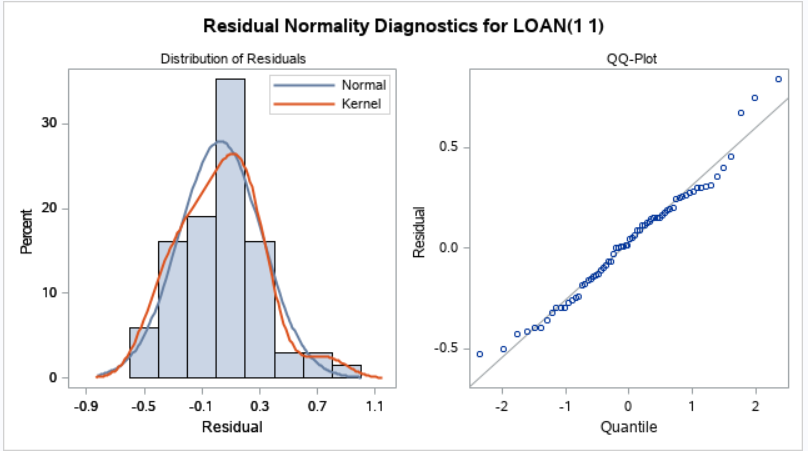 Residual Normality Diagnostics for LOAN(1 1)
Distribution of Residuals
Normal
Kernel
Percent
30
20
10
0
-0.9 -0.5 -0.1 0.3 0.7 1.1
Residual
QQ-Plot
Residual
0.5
0.0
-0.5
-2 -1 0 1 2
Quantile